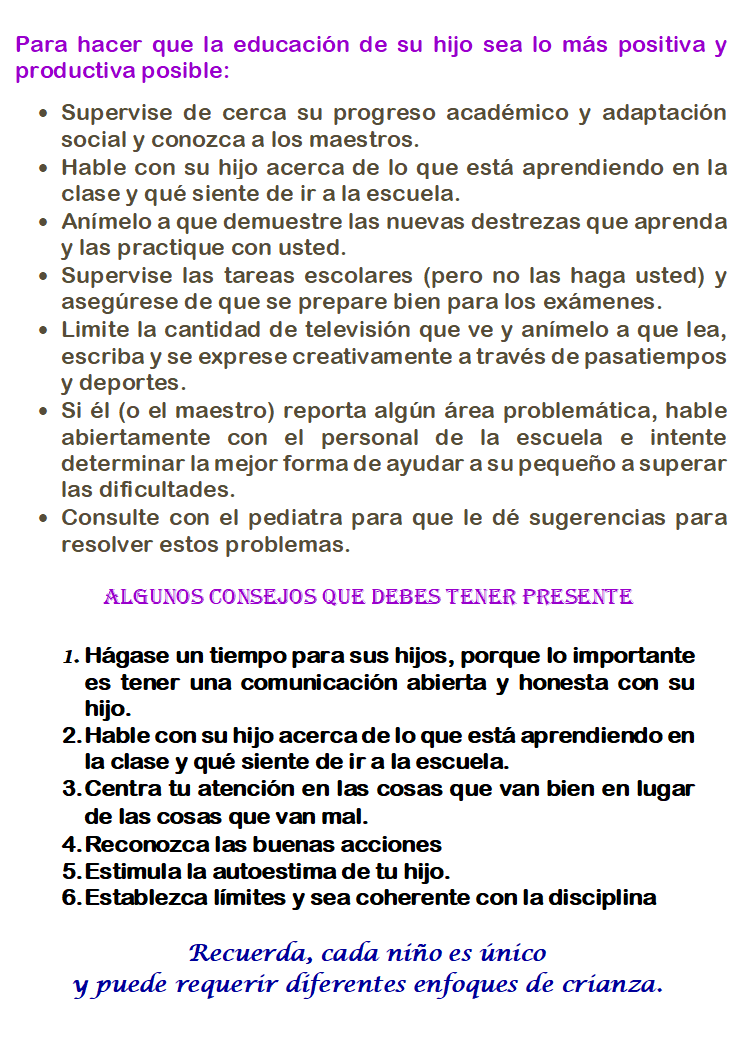 Para hacer que la educación de su hijo sea lo más positiva y
productiva posible:
• Supervise de cerca su progreso académico y adaptación
social y conozca a los maestros.
• Hable con su hijo acerca de lo que está aprendiendo en la
clase y qué siente de ir a la escuela.
• Anímelo a que demuestre las nuevas destrezas que aprenda
y las practique con usted.
• Supervise las tareas escolares (pero no las haga usted) y
asegúrese de que se prepare bien para los exámenes.
• Limite la cantidad de televisión que ve y anímelo a que lea,
escriba y se exprese creativamente a través de pasatiempos
y deportes.
• Si él (o el maestro) reporta algún área problemática, hable
abiertamente con el personal de la escuela e intente
determinar la mejor forma de ayudar a su pequeño a superar
las dificultades.
• Consulte con el pediatra para que le dé sugerencias para
resolver estos problemas.
ALGUNOS CONSEJOS QUE DEBES TENER PRESENTE
1. Hágase un tiempo para sus hijos, porque lo importante
es tener una comunicación abierta y honesta con su
hijo.
2. Hable con su hijo acerca de lo que está aprendiendo en
la clase y qué siente de ir a la escuela.
3. Centra tu atención en las cosas que van bien en lugar
de las cosas que van mal.
4. Reconozca las buenas acciones
5. Estimula la autoestima de tu hijo.
6. Establezca límites y sea coherente con la disciplina
Recuerda, cada niño es único
y puede requerir diferentes enfoques de crianza.